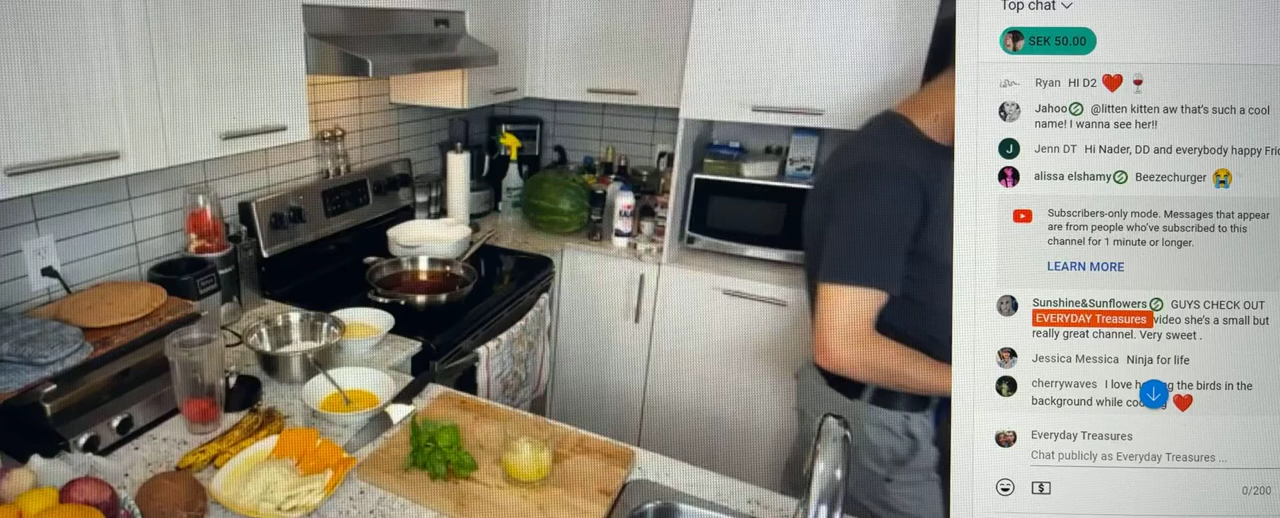 Top chat
SEK 50.00
Ryan HI D2
Jahoo @litten kitten aw that's such a cool
name! I wanna see her!!
J
Jenn DT Hi Nader, DD and everybody happy Fri
alissa elshamy Beezechurger
Subscribers-only mode. Messages that appear
are from people who've subscribed to this
channel for 1 minute or longer.
LEARN MORE
Sunshine&Sunflowers GUYS CHECK OUT
EVERYDAY Treasures video she's a small but
really great channel. Very sweet .
Jessica Messica Ninja for life
cherrywaves I love the birds in the
background while
Everyday Treasures
Chat publicly as Everyday Treasures ...
0/200